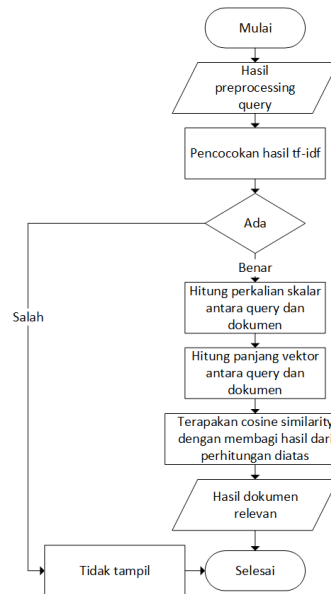 Mulai
Hasil
preprocessing
query
Pencocokan hasil tf-idf
Ada
Benar
Salah
Hitung perkalian skalar
antara query dan
dokumen
Hitung panjang vektor
antara query dan
dokumen
Terapakan cosine similarity
dengan membagi hasil dari
perhitungan diatas
Hasil dokumen
relevan
Tidak tampil
Selesai